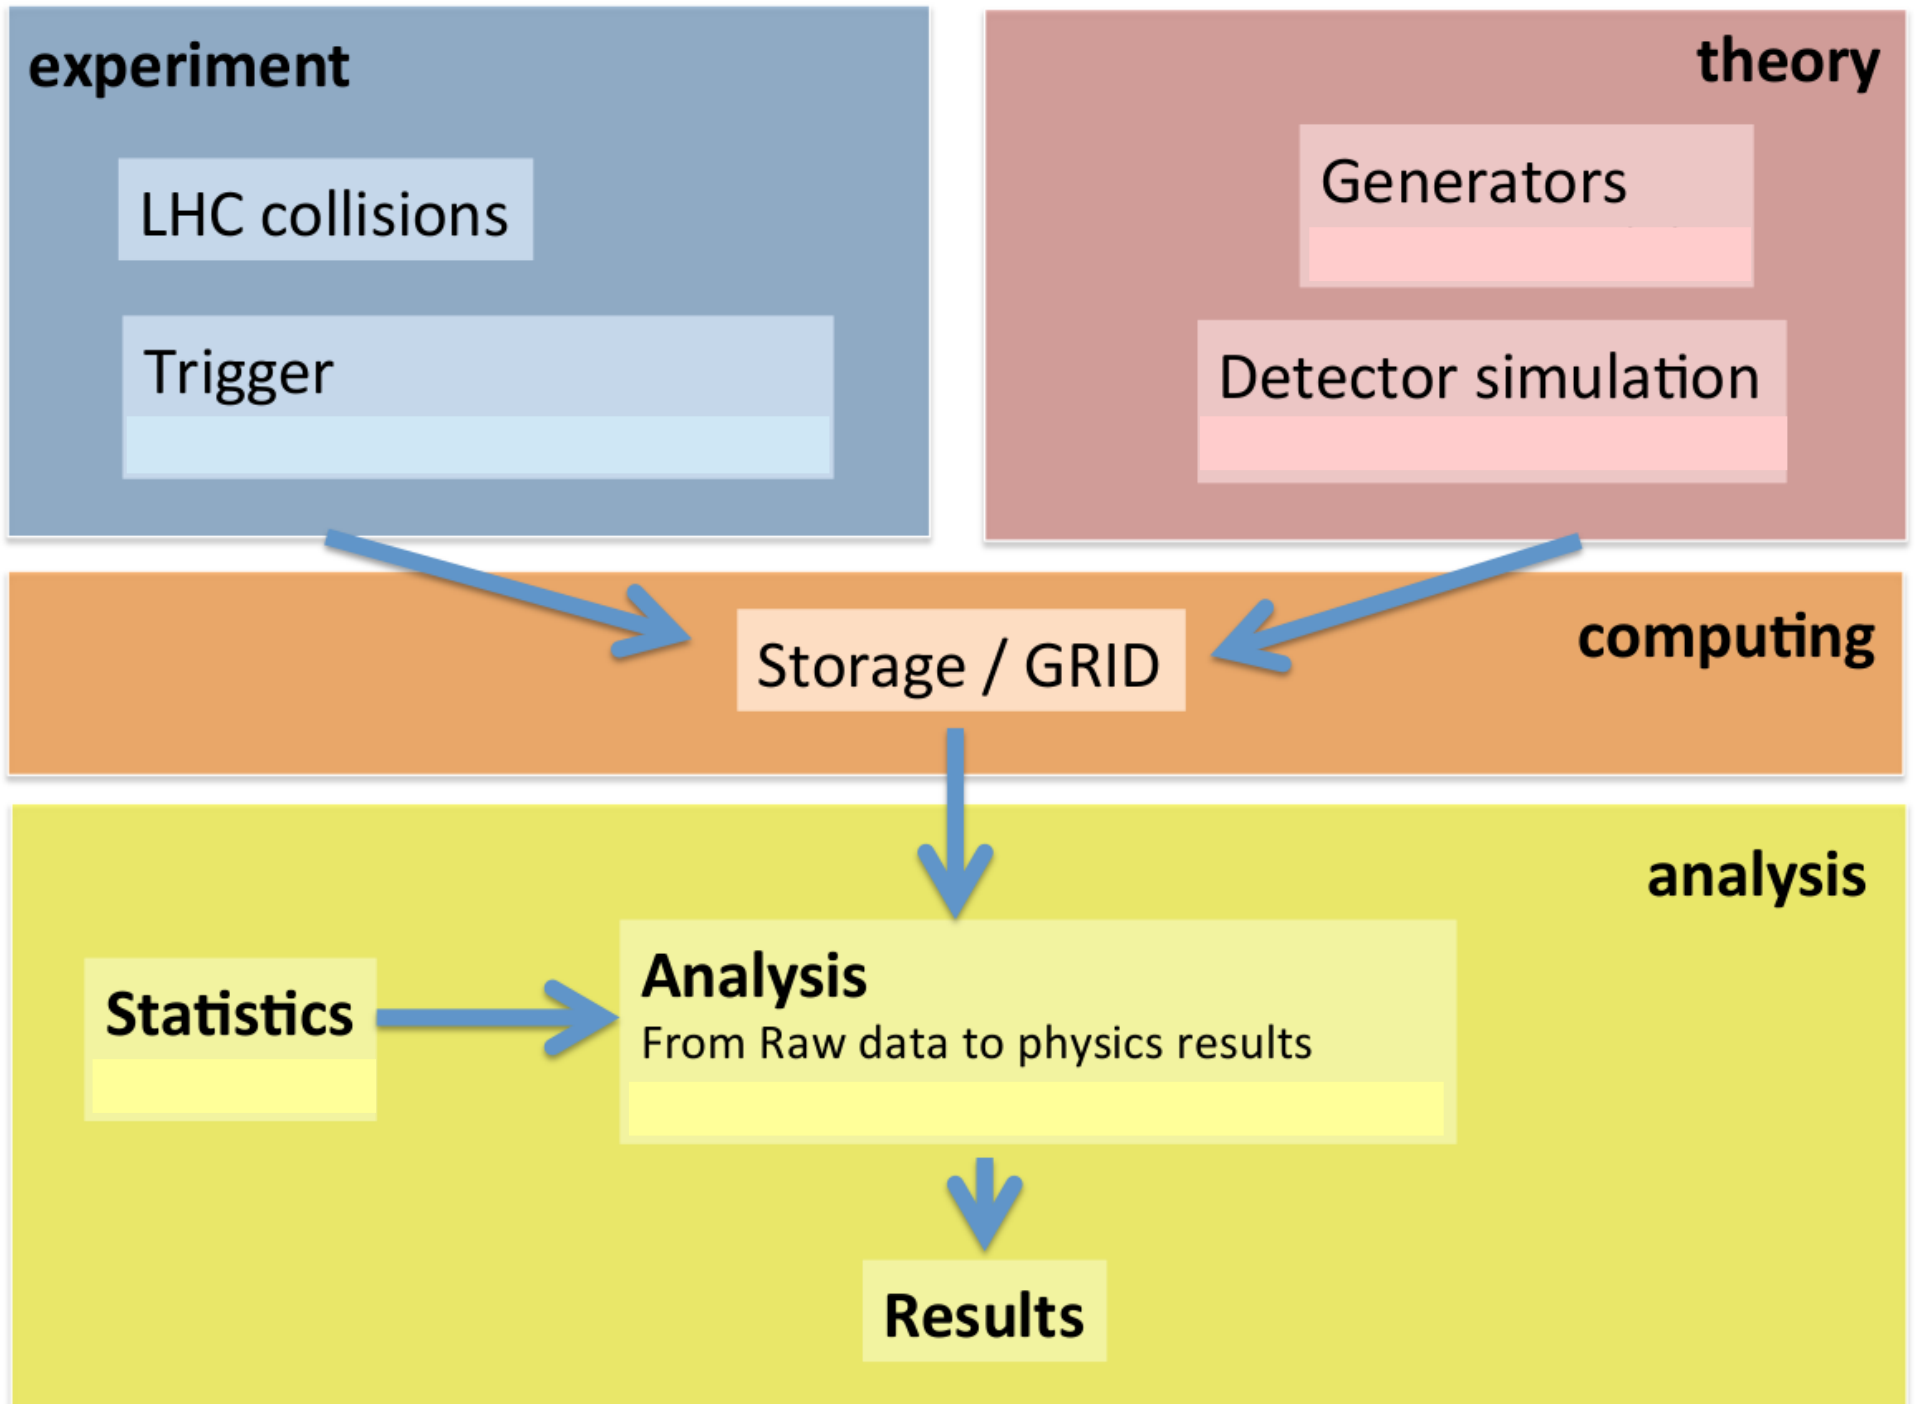 experiment
LHC collisions
Trigger
theory
Generators
Detector simulation
Storage / GRID
computing
analysis
Statistics
Analysis
From Raw data to physics results
Results